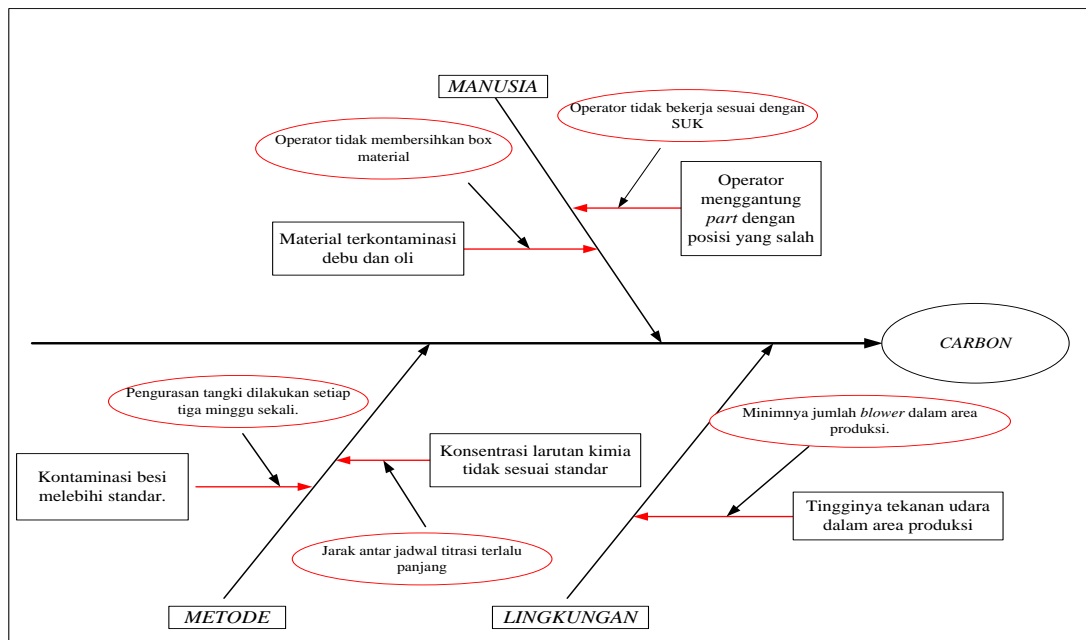 MANUSIA
Operator tidak bekerja sesuai dengan
SUK
Operator tidak membersihkan box
material
Operator
menggantung
part dengan
posisi yang salah
Material terkontaminasi
debu dan oli
CARBON
Pengurasan tangki dilakukan setiap
tiga minggu sekali.
Minimnya jumlah blower dalam area
produksi.
Konsentrasi larutan kimia
tidak sesuai standar
Kontaminasi besi
melebihi standar.
Tingginya tekanan udara
dalam area produksi
Jarak antar jadwal titrasi terlalu
panjang
METODE
LINGKUNGAN